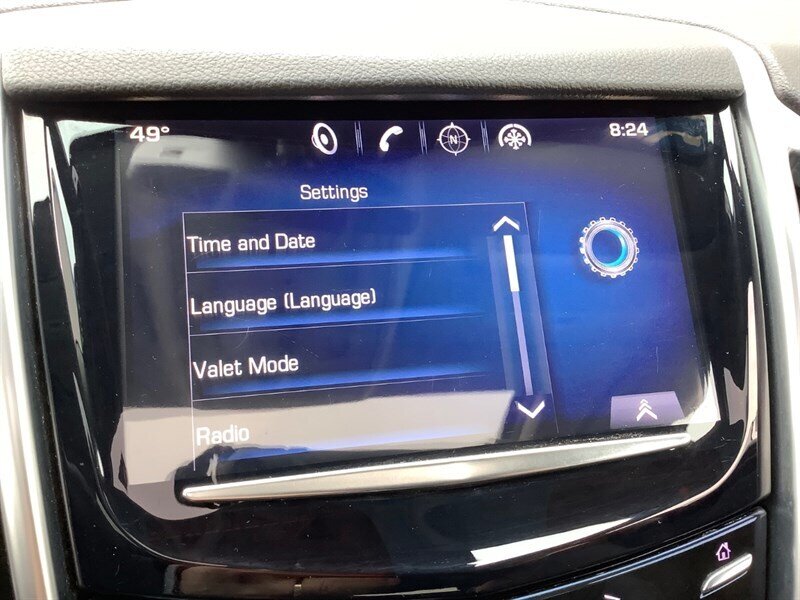 49° N 8:24
Settings
Time and Date
Language (Language)
Valet Mode
Radio